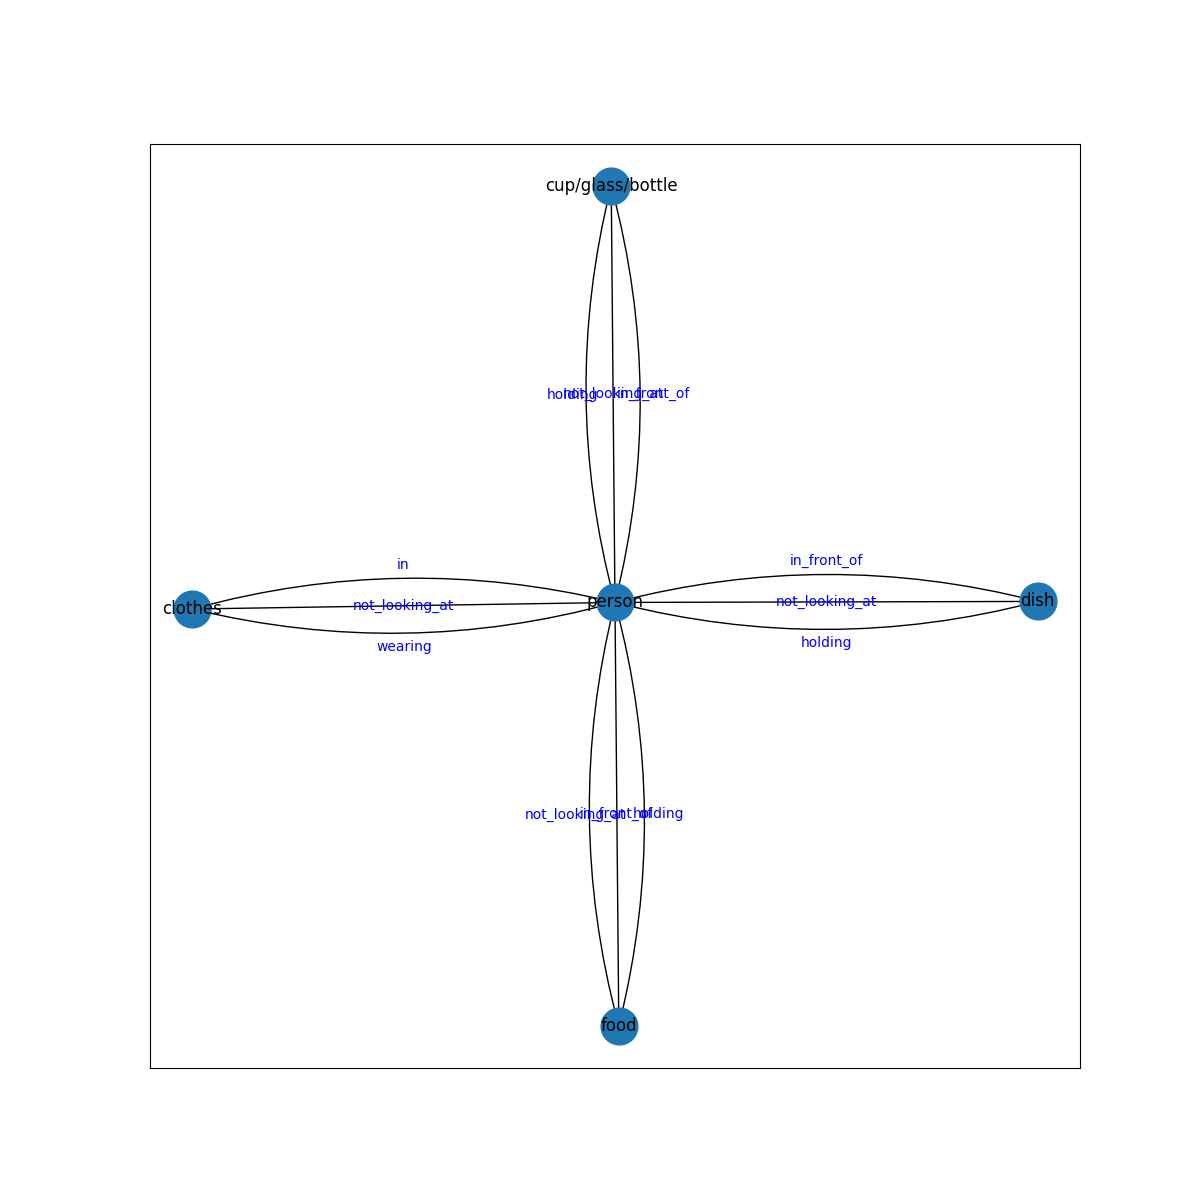 cup/glass/bottle
holding
not_looking_at
in_front_of
in
in_front_of
clothes
not_looking_at
person
not_looking_at
dish
wearing
holding
not_looking_at
in_front_of
holding
food